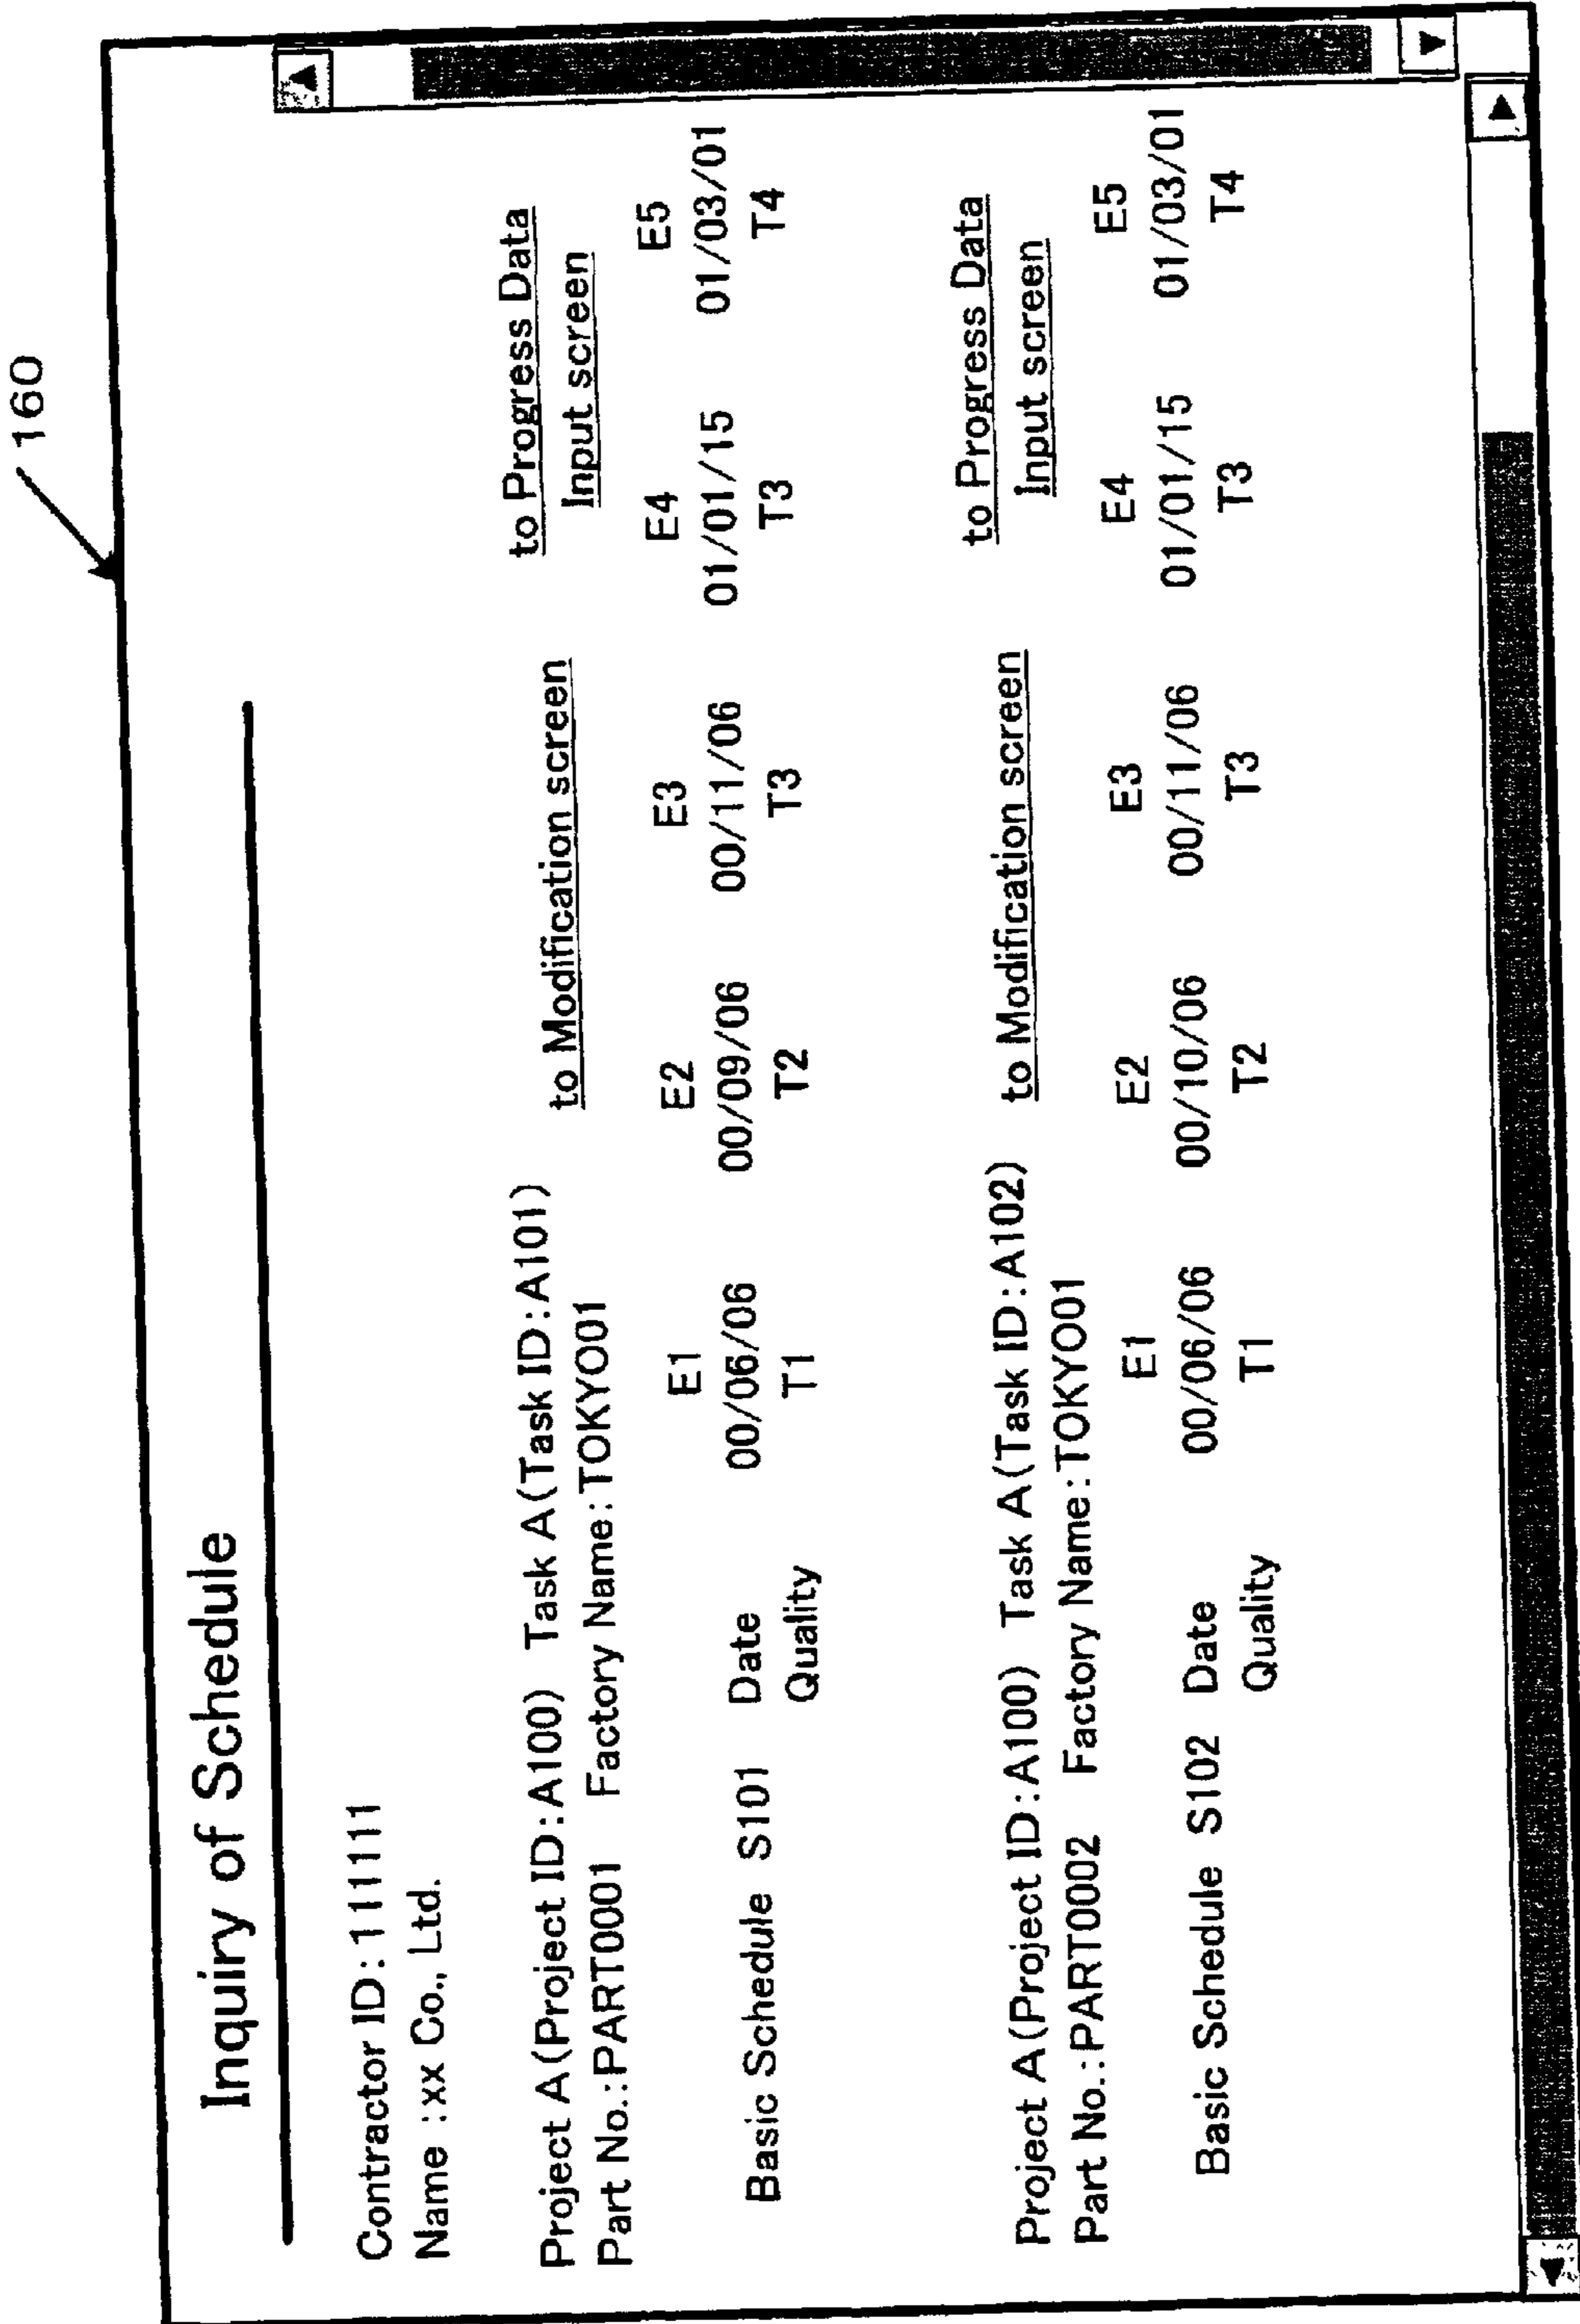 160
Inquiry of Schedule
Contractor ID:111111
Name :xx Co., Ltd.
Project A(Project ID:A100) Task A(Task ID:A101) to Modification screen to Progress Data
Part No.:PART0001 Factory Name:TOKYO01 Input screen
E1 E2 E3 E4 E5
Basic Schedule S101 Date 00/06/06 00/09/06 00/11/06 01/01/15 01/03/01
Quality T1 T2 T3 T3 T4
Project A(Project ID:A100) Task A(Task ID:A102) to Modification screen to Progress Data
Part No.:PART0002 Factory Name:TOKYO01 Input screen
E1 E2 E3 E4 E5
Basic Schedule S102 Date 00/06/06 00/10/06 00/11/06 01/01/15 01/03/01
Quality T1 T2 T3 T3 T4